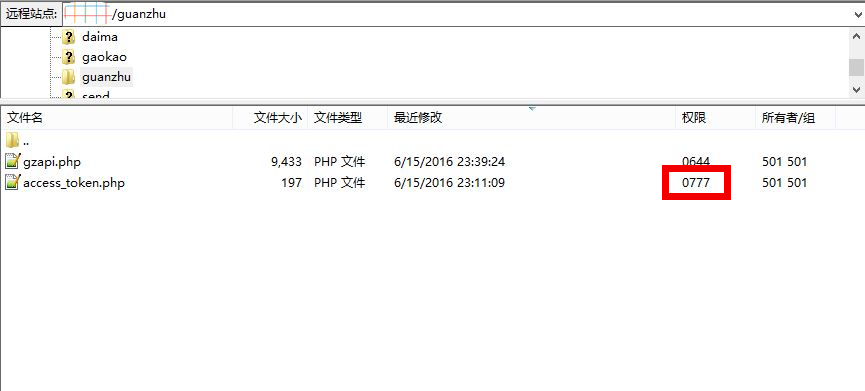 远程站点: /guanzhu
daima
gaokao
guanzhu
send
文件名 文件大小 文件类型 最近修改 权限 所有者/组
..
gzapi.php 9,433 PHP 文件 6/15/2016 23:39:24 0644 501 501
access_token.php 197 PHP 文件 6/15/2016 23:11:09 0777 501 501